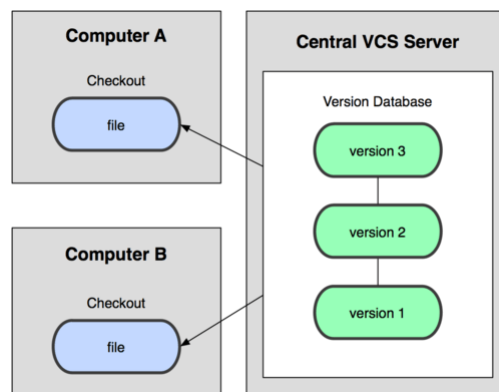 Computer A
Checkout
file
Computer B
Checkout
file
Central VCS Server
Version Database
version 3
version 2
version 1